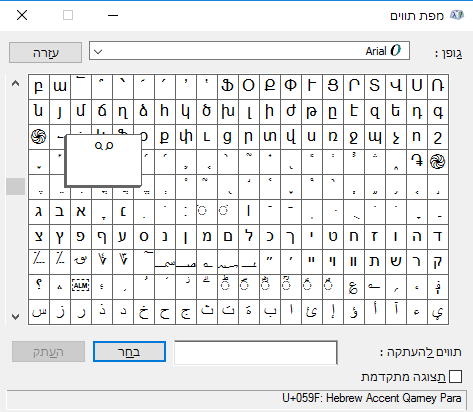 מפת תווים
גופן :
Arial
עזרה
Ռ Ս Վ Տ Ր Ց Ւ Փ Ք Օ Ֆ ՙ ՚ ՛ ՜ ՝ ՞ ՟ ա բ
գ դ ե զ է ը թ ժ ի լ խ ծ կ հ ձ ղ ճ մ յ ն
շ ո չ պ ջ ռ ս վ տ ր ց ւ փ ք օ
א ב ג
ד ה ו ז ח ט י ך כ ל ם מ ן נ ס ע ף פ ץ צ
ק ר ש ת װ ױ ײ ׳ ״
ؠ ء آ أ ؤ إ ئ ا ب ة ت ث ج ح خ د ذ ر ز س
תווים להעתקה :
בחר
העתק
תצוגה מתקדמת
U+059F: Hebrew Accent Qarney Para